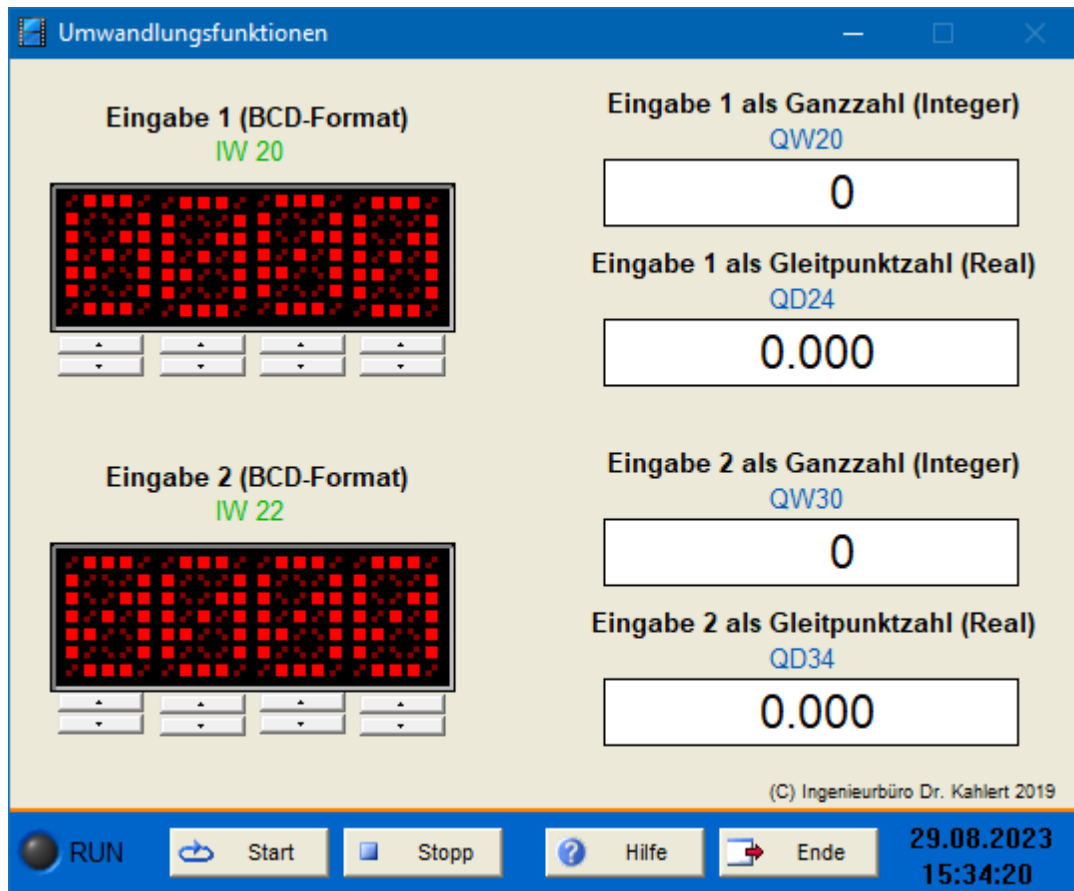 Umwandlungsfunktionen
Eingabe 1 (BCD-Format)
IW 20
0000
Eingabe 1 als Ganzzahl (Integer)
QW20
0
Eingabe 1 als Gleitpunktzahl (Real)
QD24
0.000
Eingabe 2 (BCD-Format)
IW 22
0000
Eingabe 2 als Ganzzahl (Integer)
QW30
0
Eingabe 2 als Gleitpunktzahl (Real)
QD34
0.000
(C) Ingenieurbüro Dr. Kahlert 2019
RUN
Start
Stopp
Hilfe
Ende
29.08.2023
15:34:20